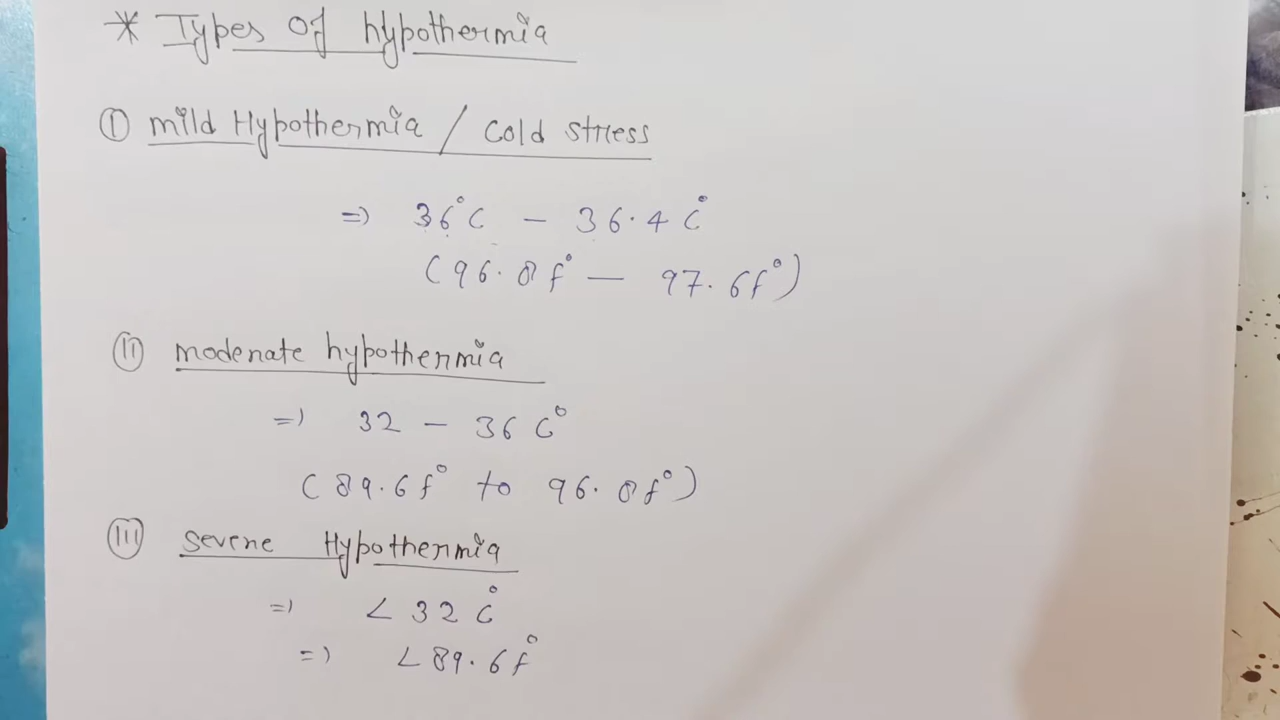 * Types Of hypothermia
(I) mild Hypothermia / Cold stress
⇒ 36°C – 36.4 C°
(96.8f° – 97.6f°)
(II) moderate hypothermia
⇒ 32 – 36 C°
(89.6f° to 96.8f°)
(III) severe Hypothermia
⇒ < 32 C°
⇒ < 89.6f°